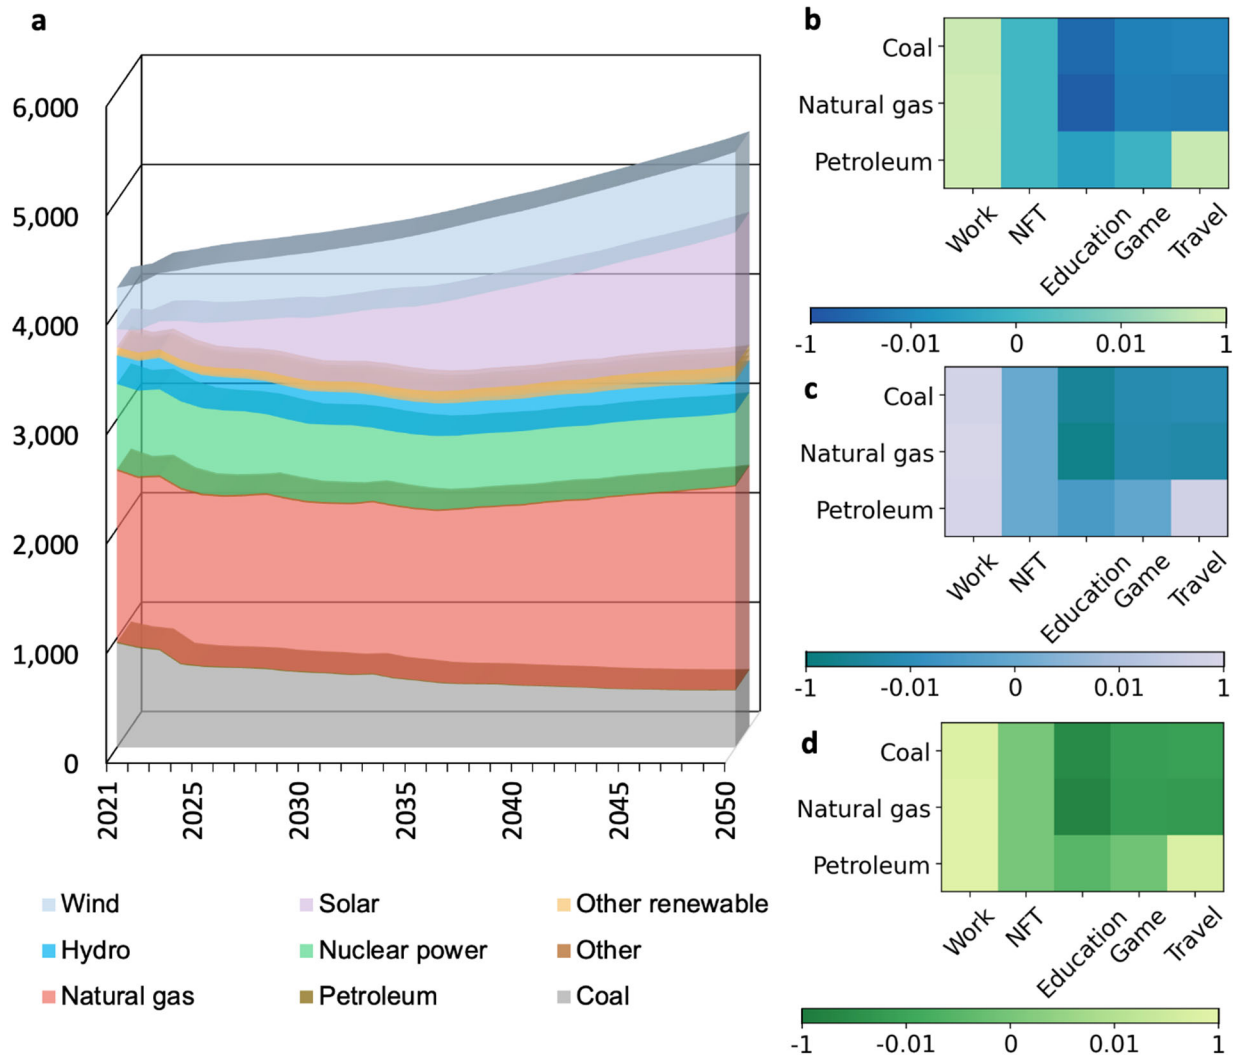 a
6,000
5,000
4,000
3,000
2,000
1,000
0
2021
2025
2030
2035
2040
2045
2050
Wind
Solar
Other renewable
Hydro
Nuclear power
Other
Natural gas
Petroleum
Coal
b
Coal
Natural gas
Petroleum
Work
NFT
Education
Game
Travel
-1
-0.01
0
0.01
1
c
Coal
Natural gas
Petroleum
Work
NFT
Education
Game
Travel
-1
-0.01
0
0.01
1
d
Coal
Natural gas
Petroleum
Work
NFT
Education
Game
Travel
-1
-0.01
0
0.01
1